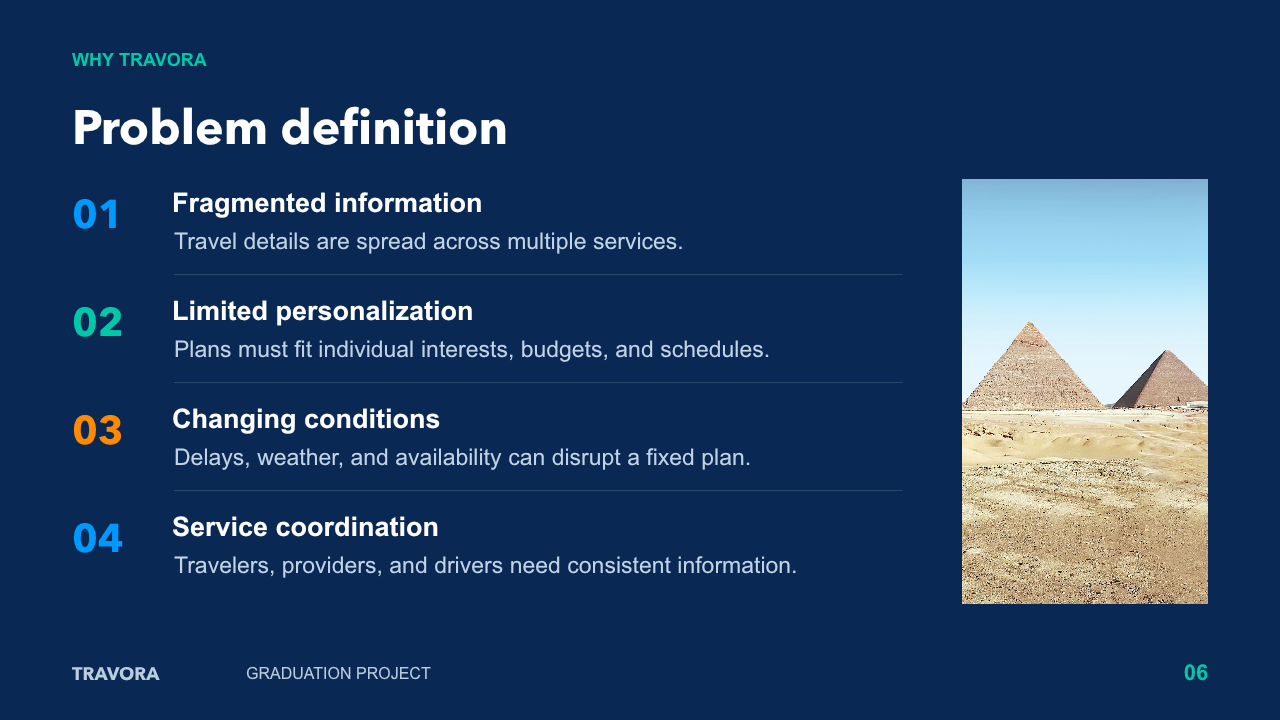 WHY TRAVORA
Problem definition
01
Fragmented information
Travel details are spread across multiple services.
02
Limited personalization
Plans must fit individual interests, budgets, and schedules.
03
Changing conditions
Delays, weather, and availability can disrupt a fixed plan.
04
Service coordination
Travelers, providers, and drivers need consistent information.
TRAVORA
GRADUATION PROJECT
06